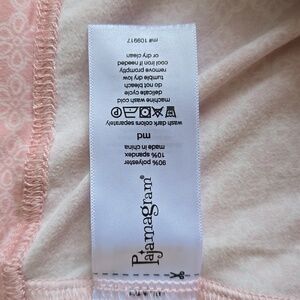 Pajamagram®
90% polyester
10% spandex
made in china
md
wash dark colors separately
machine wash cold
delicate cycle
do not bleach
tumble dry low
remove promptly
cool iron if needed
or dry clean
rn# 109917